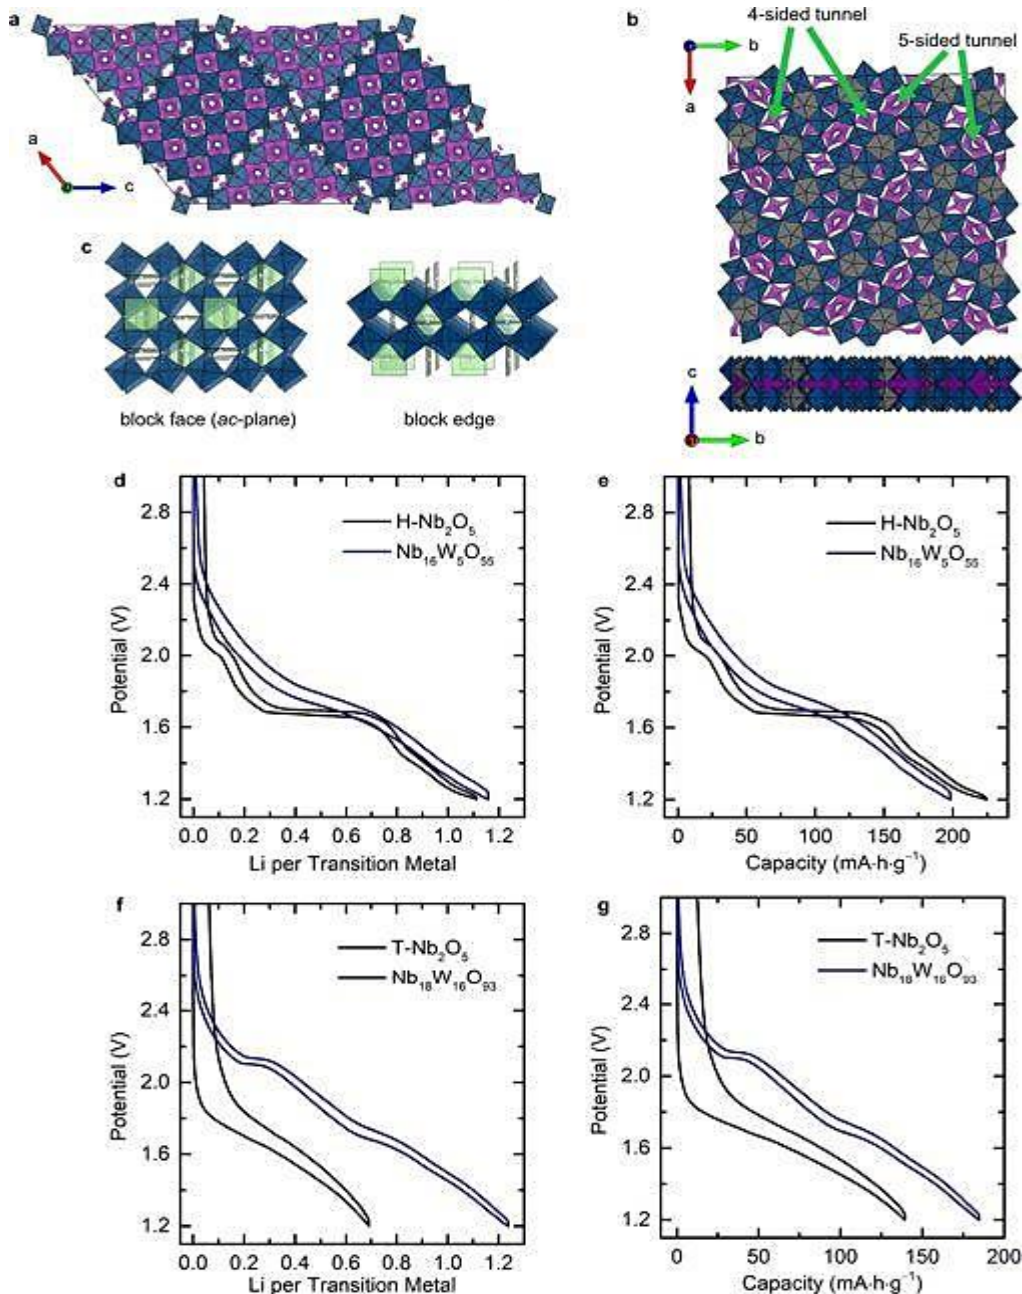 a
b
4-sided tunnel
5-sided tunnel
b
a
a
c
c
block face (ac-plane)
block edge
c
b
d
H-Nb₂O₅
Nb₁₆W₅O₅₅
Potential (V)
2.8
2.4
2.0
1.6
1.2
0.0 0.2 0.4 0.6 0.8 1.0 1.2
Li per Transition Metal
e
H-Nb₂O₅
Nb₁₆W₅O₅₅
Potential (V)
2.8
2.4
2.0
1.6
1.2
0 50 100 150 200
Capacity (mA·h·g⁻¹)
f
T-Nb₂O₅
Nb₁₈W₁₆O₉₃
Potential (V)
2.8
2.4
2.0
1.6
1.2
0.0 0.2 0.4 0.6 0.8 1.0 1.2
Li per Transition Metal
g
T-Nb₂O₅
Nb₁₈W₁₆O₉₃
Potential (V)
2.8
2.4
2.0
1.6
1.2
0 50 100 150 200
Capacity (mA·h·g⁻¹)